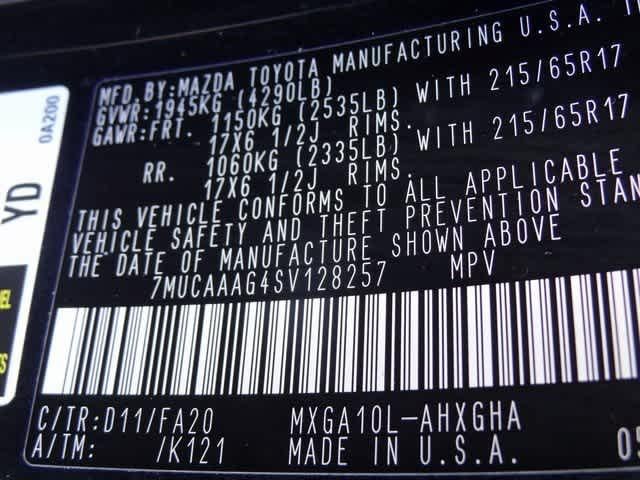 MFD. BY: MAZDA TOYOTA MANUFACTURING U.S.A. I
GVWR: 1945KG (4290LB)
GAWR: FRT. 1150KG (2535LB) WITH 215/65R17
17X6 1/2J RIMS.
RR. 1060KG (2335LB) WITH 215/65R17
17X6 1/2J RIMS.
THIS VEHICLE CONFORMS TO ALL APPLICABLE
VEHICLE SAFETY AND THEFT PREVENTION STAN
THE DATE OF MANUFACTURE SHOWN ABOVE
7MUCAAAG4SV128257 MPV
C/TR: D11/FA20 MXGA10L-AHXGHA
A/TM: /K121 MADE IN U.S.A. 05
YD
0A200